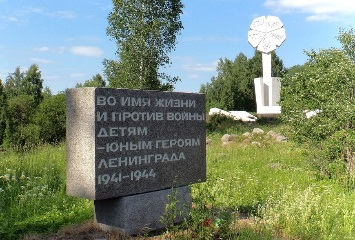 ВО ИМЯ ЖИЗНИ
И ПРОТИВ ВОЙНЫ
ДЕТЯМ
-ЮНЫМ ГЕРОЯМ
ЛЕНИНГРАДА
1941-1944